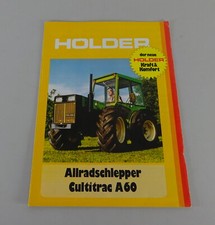 HOLDER
Der neue
HOLDER
Kraft &
Komfort
Allradschlepper
Cultitrac A60